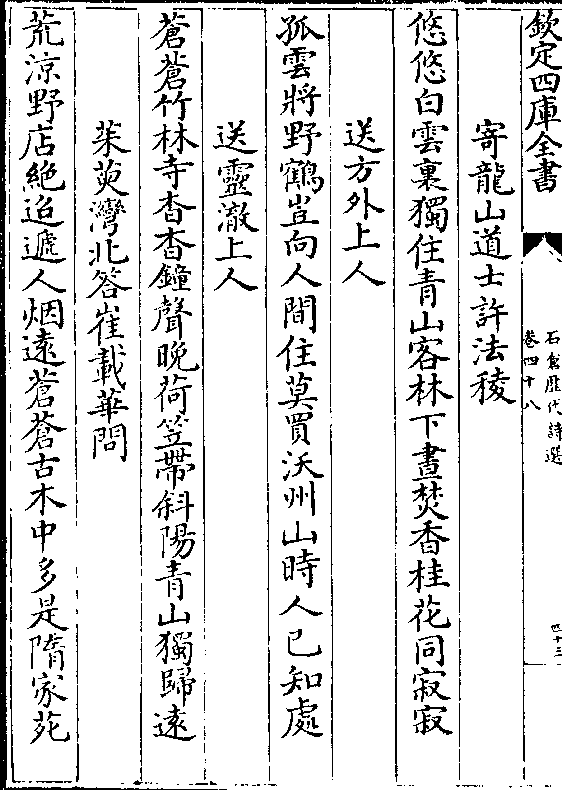 欽定四庫全書
石倉歷代詩選
卷四十八
四十三
寄龍山道士許法稜
悠悠白雲裏獨住青山客林下晝焚香桂花同寂寂
送方外上人
孤雲將野鶴豈向人間住莫買沃州山時人已知處
送靈澈上人
蒼蒼竹林寺杳杳鐘聲晚荷笠帶斜陽青山獨歸遠
茱萸灣北答崔載華問
荒涼野店絶迢遞人烟遠蒼蒼古木中多是隋家苑